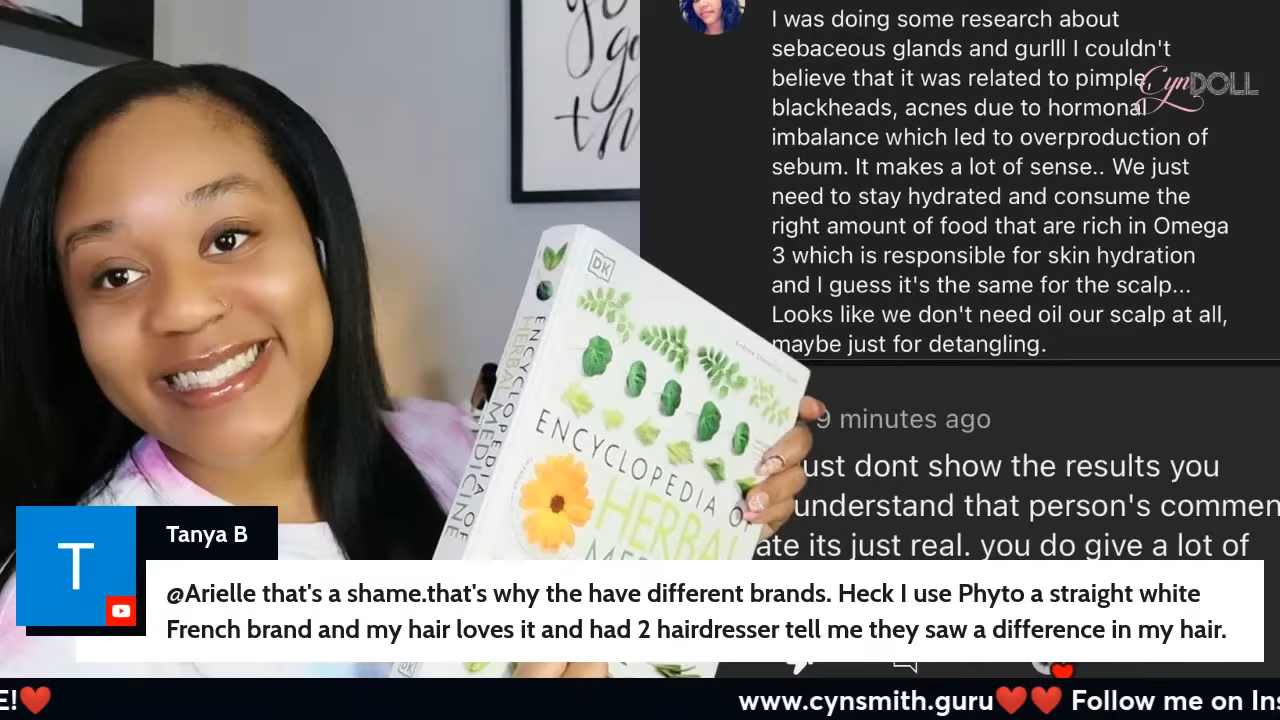 I was doing some research about
sebaceous glands and gurlll I couldn't
believe that it was related to pimple
blackheads, acnes due to hormonal
imbalance which led to overproduction of
sebum. It makes a lot of sense.. We just
need to stay hydrated and consume the
right amount of food that are rich in Omega
3 which is responsible for skin hydration
and I guess it's the same for the scalp...
Looks like we don't need oil our scalp at all,
maybe just for detangling.
CynDOLL
9 minutes ago
ust dont show the results you
understand that person's commen
ate its just real. you do give a lot of
DK
ENCYCLOPEDIA OF
HERBAL
ENCYCLOPEDIA OF
HERBAL MEDICINE
DK
Tanya B
T
@Arielle that's a shame.that's why the have different brands. Heck I use Phyto a straight white
French brand and my hair loves it and had 2 hairdresser tell me they saw a difference in my hair.
E!❤️
www.cynsmith.guru❤️❤️ Follow me on Ins